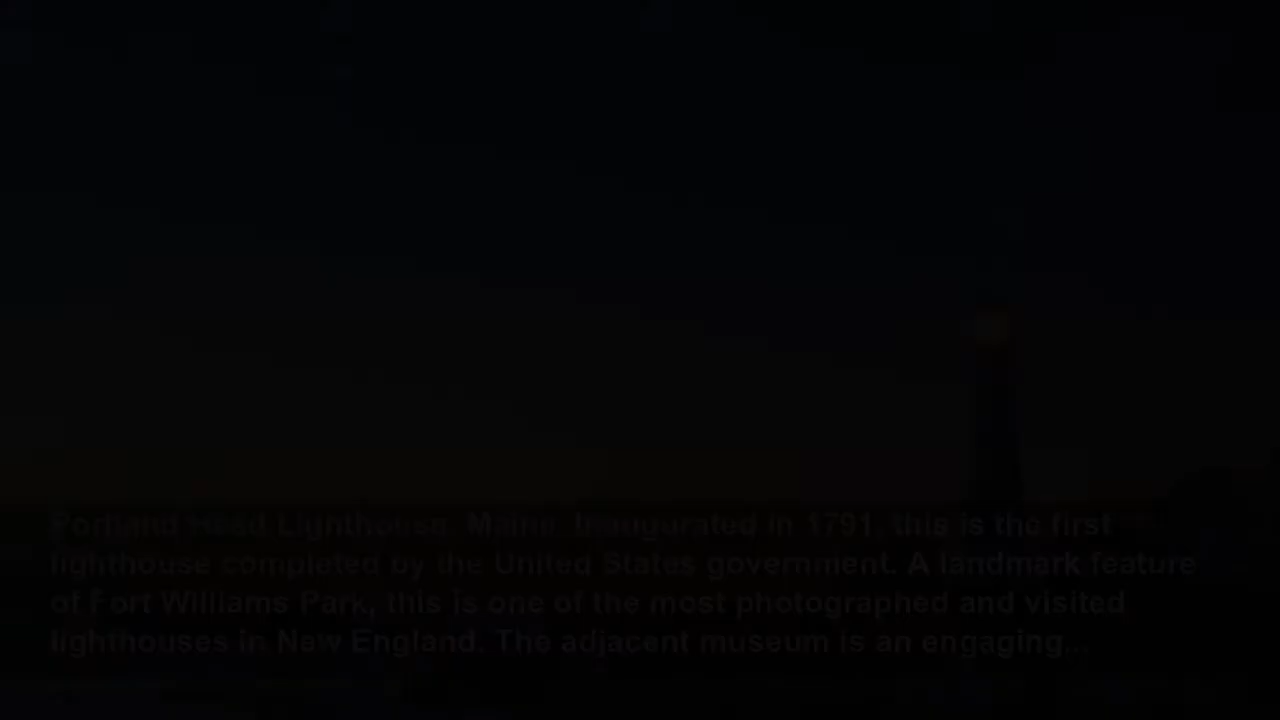 Portland Head Lighthouse, Maine. Inaugurated in 1791, this is the first
lighthouse completed by the United States government. A landmark feature
of Fort Williams Park, this is one of the most photographed and visited
lighthouses in New England. The adjacent museum is an engaging...